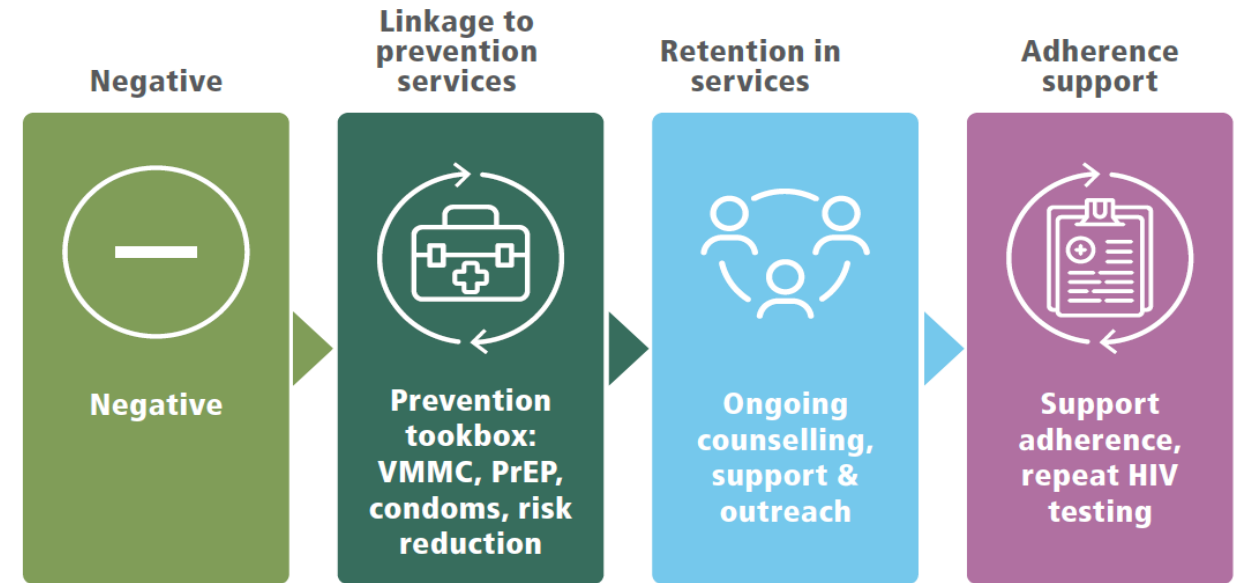 Negative
Linkage to
prevention
services
Retention in
services
Adherence
support
Negative
Prevention
tookbox:
VMMC, PrEP,
condoms, risk
reduction
Ongoing
counselling,
support &
outreach
Support
adherence,
repeat HIV
testing